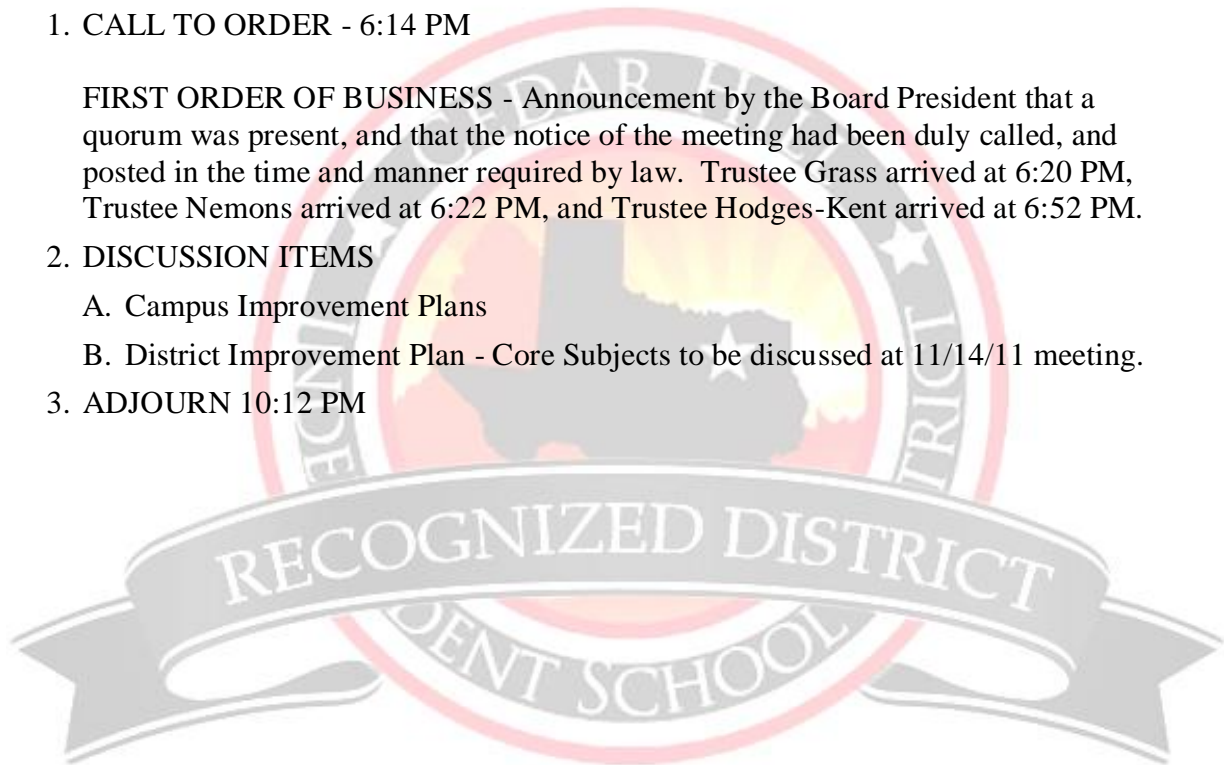 1. CALL TO ORDER - 6:14 PM
FIRST ORDER OF BUSINESS - Announcement by the Board President that a
quorum was present, and that the notice of the meeting had been duly called, and
posted in the time and manner required by law. Trustee Grass arrived at 6:20 PM,
Trustee Nemons arrived at 6:22 PM, and Trustee Hodges-Kent arrived at 6:52 PM.
2. DISCUSSION ITEMS
A. Campus Improvement Plans
B. District Improvement Plan - Core Subjects to be discussed at 11/14/11 meeting.
3. ADJOURN 10:12 PM
CEDAR HILL
RECOGNIZED DISTRICT
DENT SCHOOL